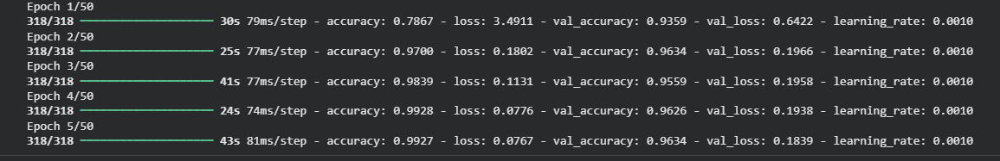 Epoch 1/50
318/318 ━━━━━━━━━━━━━━━━━━━━ 30s 79ms/step - accuracy: 0.7867 - loss: 3.4911 - val_accuracy: 0.9359 - val_loss: 0.6422 - learning_rate: 0.0010
Epoch 2/50
318/318 ━━━━━━━━━━━━━━━━━━━━ 25s 77ms/step - accuracy: 0.9700 - loss: 0.1802 - val_accuracy: 0.9634 - val_loss: 0.1966 - learning_rate: 0.0010
Epoch 3/50
318/318 ━━━━━━━━━━━━━━━━━━━━ 41s 77ms/step - accuracy: 0.9839 - loss: 0.1131 - val_accuracy: 0.9559 - val_loss: 0.1958 - learning_rate: 0.0010
Epoch 4/50
318/318 ━━━━━━━━━━━━━━━━━━━━ 24s 74ms/step - accuracy: 0.9928 - loss: 0.0776 - val_accuracy: 0.9626 - val_loss: 0.1938 - learning_rate: 0.0010
Epoch 5/50
318/318 ━━━━━━━━━━━━━━━━━━━━ 43s 81ms/step - accuracy: 0.9927 - loss: 0.0767 - val_accuracy: 0.9634 - val_loss: 0.1839 - learning_rate: 0.0010